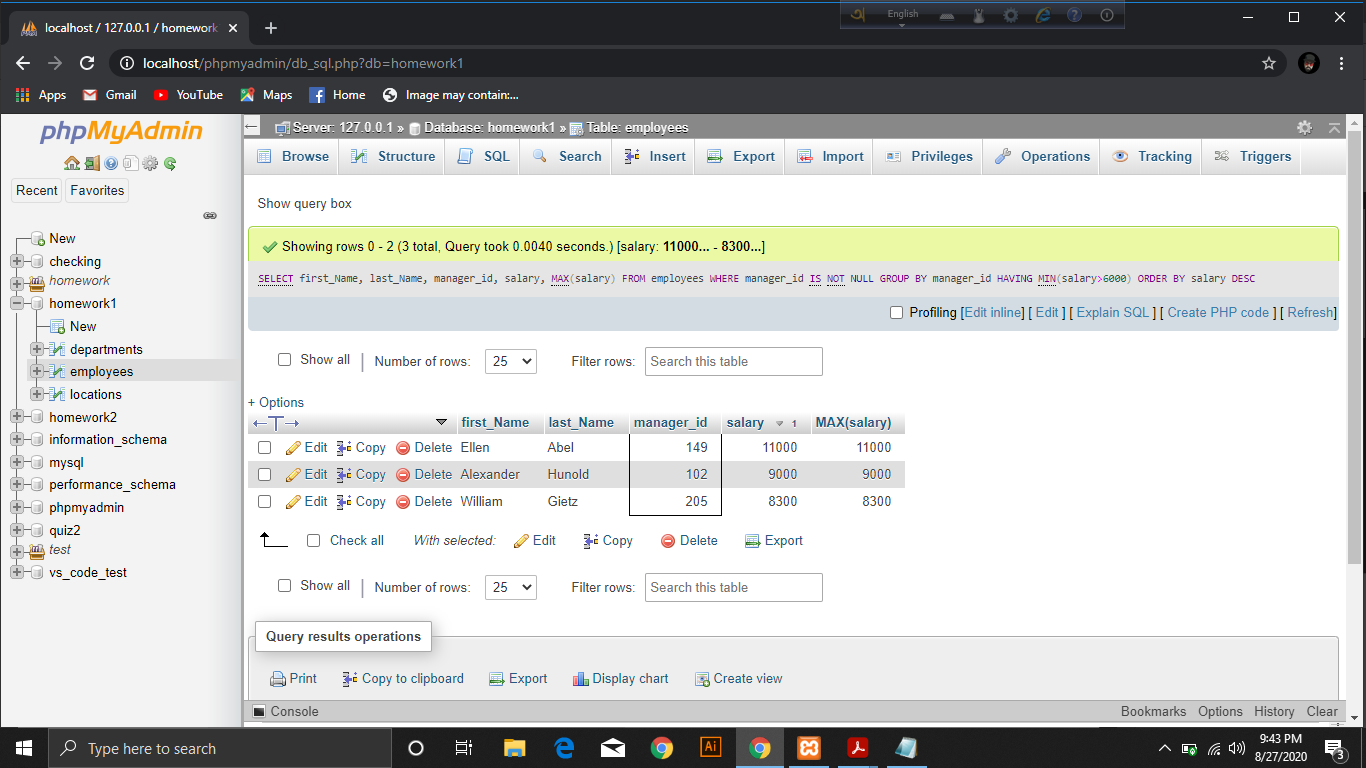 localhost / 127.0.0.1 / homework
English
localhost/phpmyadmin/db_sql.php?db=homework1
Apps Gmail YouTube Maps Home Image may contain:...
phpMyAdmin
Recent Favorites
New
checking
homework
homework1
New
departments
employees
locations
homework2
information_schema
mysql
performance_schema
phpmyadmin
quiz2
test
vs_code_test
Server: 127.0.0.1 » Database: homework1 » Table: employees
Browse Structure SQL Search Insert Export Import Privileges Operations Tracking Triggers
Show query box
Showing rows 0 - 2 (3 total, Query took 0.0040 seconds.) [salary: 11000... - 8300...]
SELECT first_Name, last_Name, manager_id, salary, MAX(salary) FROM employees WHERE manager_id IS NOT NULL GROUP BY manager_id HAVING MIN(salary>6000) ORDER BY salary DESC
Profiling [Edit inline] [ Edit ] [ Explain SQL ] [ Create PHP code ] [ Refresh]
Show all | Number of rows: 25 Filter rows: Search this table
+ Options
←T→ first_Name last_Name manager_id salary 1 MAX(salary)
Edit Copy Delete Ellen Abel 149 11000 11000
Edit Copy Delete Alexander Hunold 102 9000 9000
Edit Copy Delete William Gietz 205 8300 8300
Check all With selected: Edit Copy Delete Export
Show all | Number of rows: 25 Filter rows: Search this table
Query results operations
Print Copy to clipboard Export Display chart Create view
Console Bookmarks Options History Clear
Type here to search
Ai
9:43 PM
8/27/2020
3